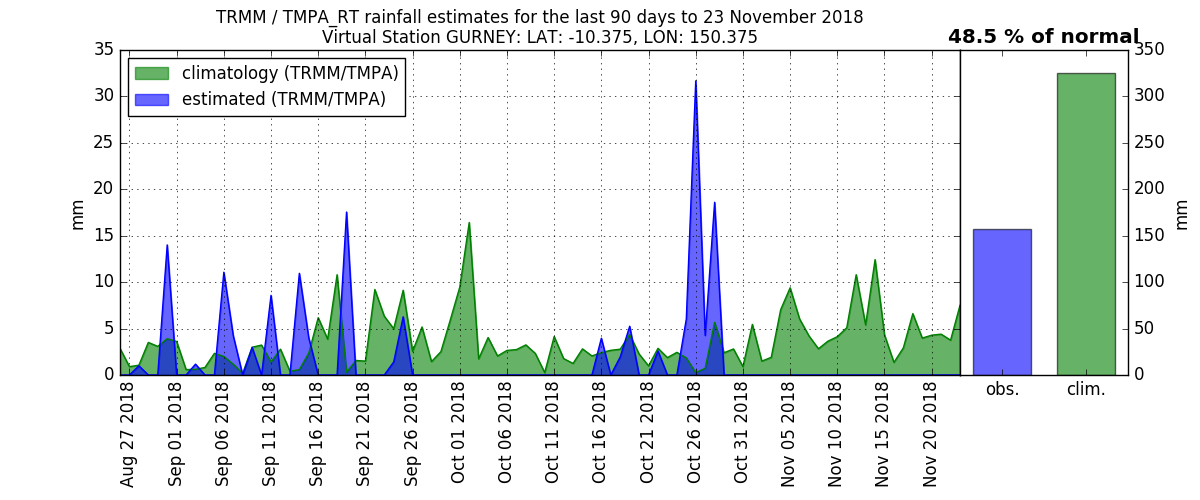 TRMM / TMPA_RT rainfall estimates for the last 90 days to 23 November 2018
Virtual Station GURNEY: LAT: -10.375, LON: 150.375
48.5 % of normal
climatology (TRMM/TMPA)
estimated (TRMM/TMPA)
mm
35
30
25
20
15
10
5
0
Aug 27 2018
Sep 01 2018
Sep 06 2018
Sep 11 2018
Sep 16 2018
Sep 21 2018
Sep 26 2018
Oct 01 2018
Oct 06 2018
Oct 11 2018
Oct 16 2018
Oct 21 2018
Oct 26 2018
Oct 31 2018
Nov 05 2018
Nov 10 2018
Nov 15 2018
Nov 20 2018
350
300
250
200
150
100
50
0
mm
obs.
clim.